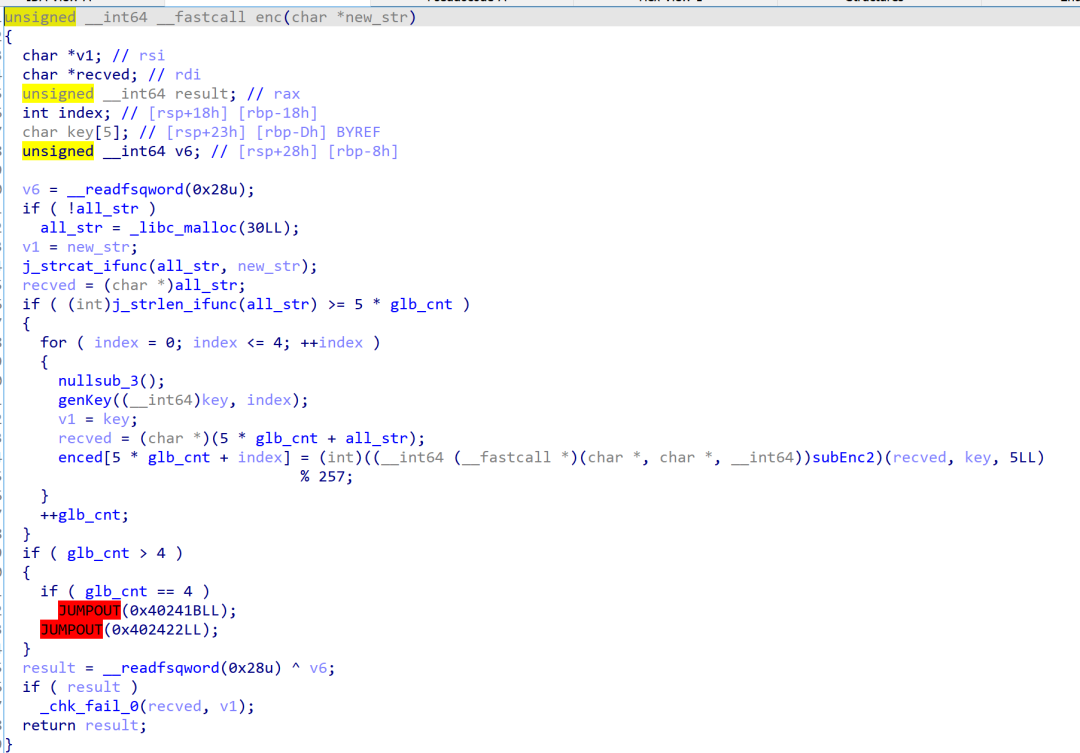 unsigned __int64 __fastcall enc(char *new_str)
{
  char *v1; // rsi
  char *recved; // rdi
  unsigned __int64 result; // rax
  int index; // [rsp+18h] [rbp-18h]
  char key[5]; // [rsp+23h] [rbp-Dh] BYREF
  unsigned __int64 v6; // [rsp+28h] [rbp-8h]

  v6 = __readfsqword(0x28u);
  if ( !all_str )
    all_str = _libc_malloc(30LL);
  v1 = new_str;
  j_strcat_ifunc(all_str, new_str);
  recved = (char *)all_str;
  if ( (int)j_strlen_ifunc(all_str) >= 5 * glb_cnt )
  {
    for ( index = 0; index <= 4; ++index )
    {
      nullsub_3();
      genKey((__int64)key, index);
      v1 = key;
      recved = (char *)(5 * glb_cnt + all_str);
      enced[5 * glb_cnt + index] = (int)((__int64 (__fastcall *)(char *, char *, __int64))subEnc2)(recved, key, 5LL)
                                 % 257;
    }
    ++glb_cnt;
  }
  if ( glb_cnt > 4 )
  {
    if ( glb_cnt == 4 )
      JUMPOUT(0x40241BLL);
    JUMPOUT(0x402422LL);
  }
  result = __readfsqword(0x28u) ^ v6;
  if ( result )
    _chk_fail_0(recved, v1);
  return result;
}